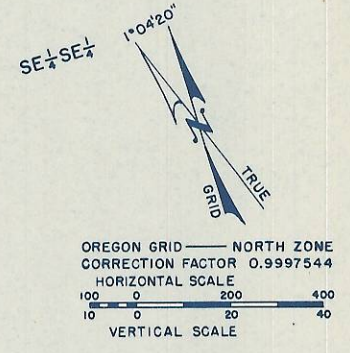 1°04'20"
SE¼SE¼
N
TRUE
GRID
OREGON GRID — NORTH ZONE
CORRECTION FACTOR 0.9997544
HORIZONTAL SCALE
100 0 200 400
10 0 20 40
VERTICAL SCALE